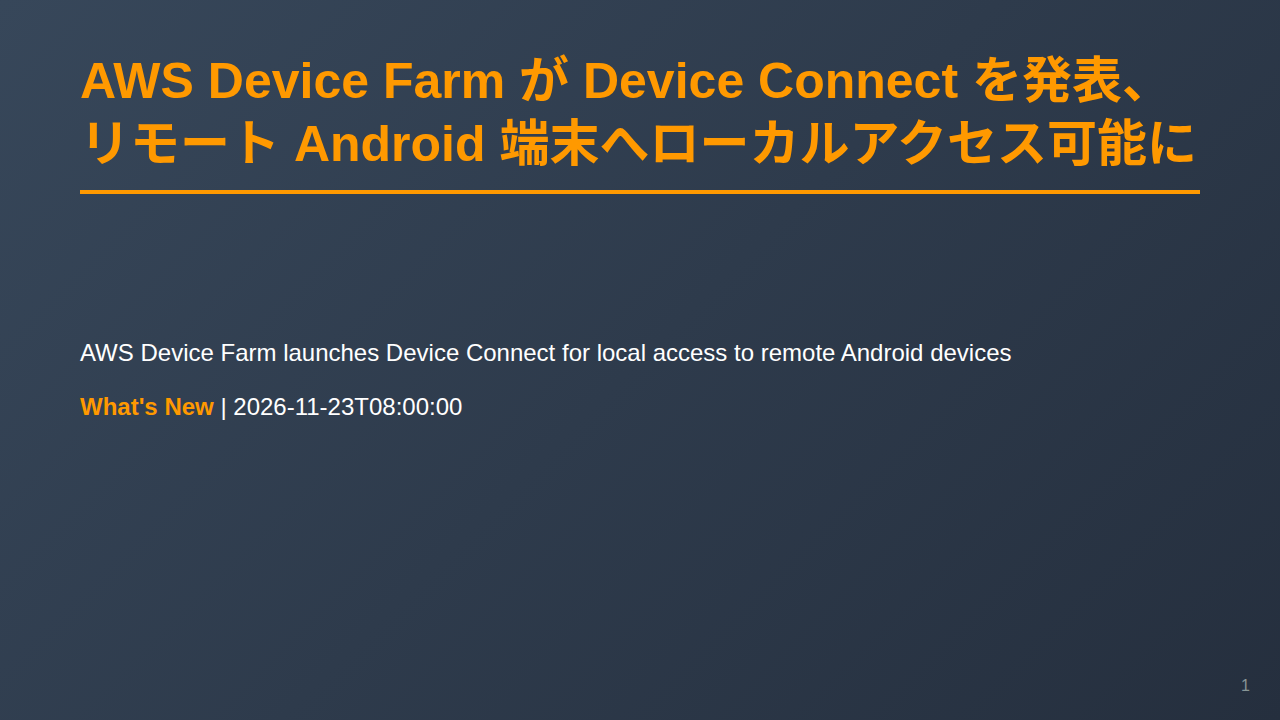 AWS Device Farm が Device Connect を発表、
リモート Android 端末へローカルアクセス可能に
AWS Device Farm launches Device Connect for local access to remote Android devices
What's New | 2026-11-23T08:00:00
1